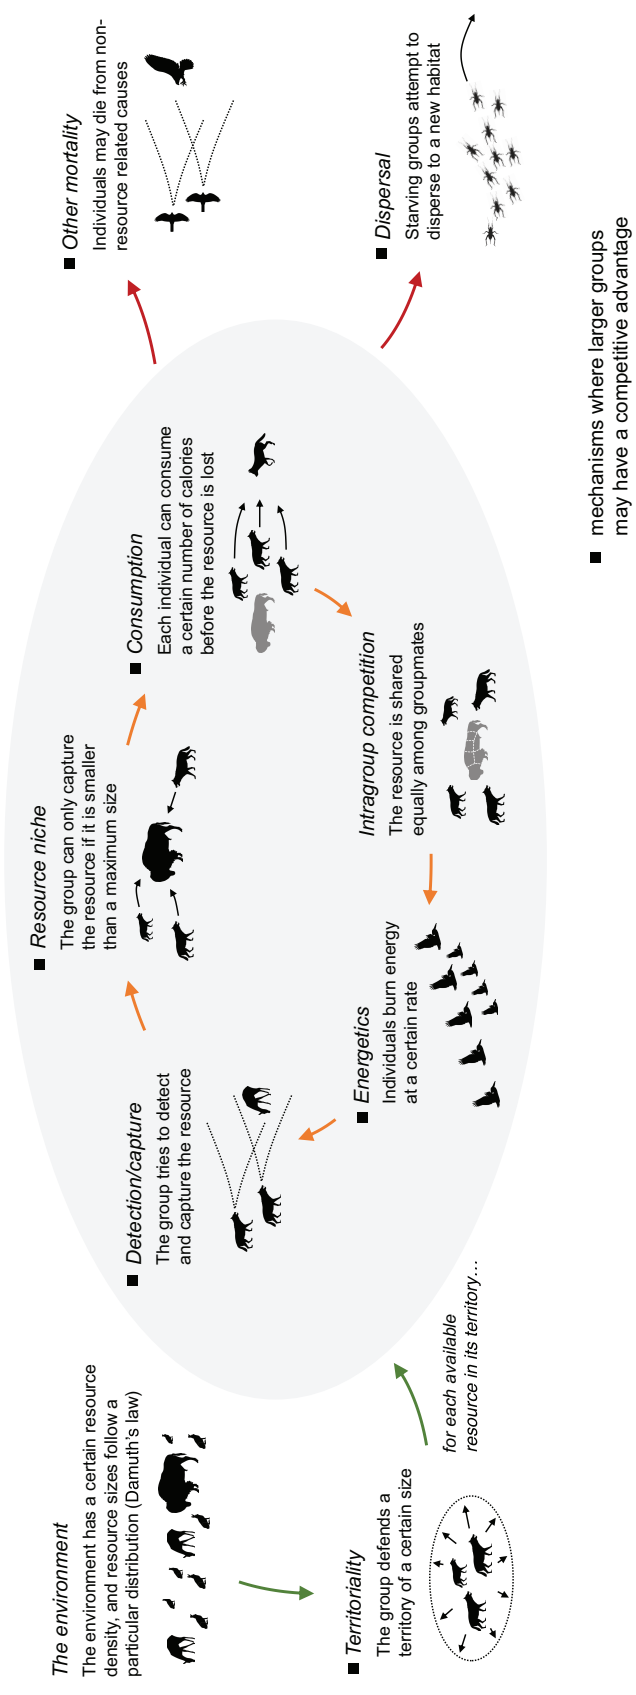 The environment
The environment has a certain resource
density, and resource sizes follow a
particular distribution (Damuth's law)
■ Territoriality
The group defends a
territory of a certain size
for each available
resource in its territory…
■ Detection/capture
The group tries to detect
and capture the resource
■ Resource niche
The group can only capture
the resource if it is smaller
than a maximum size
■ Consumption
Each individual can consume
a certain number of calories
before the resource is lost
Intragroup competition
The resource is shared
equally among groupmates
■ Energetics
Individuals burn energy
at a certain rate
■ Other mortality
Individuals may die from non-
resource related causes
■ Dispersal
Starving groups attempt to
disperse to a new habitat
■ mechanisms where larger groups
may have a competitive advantage